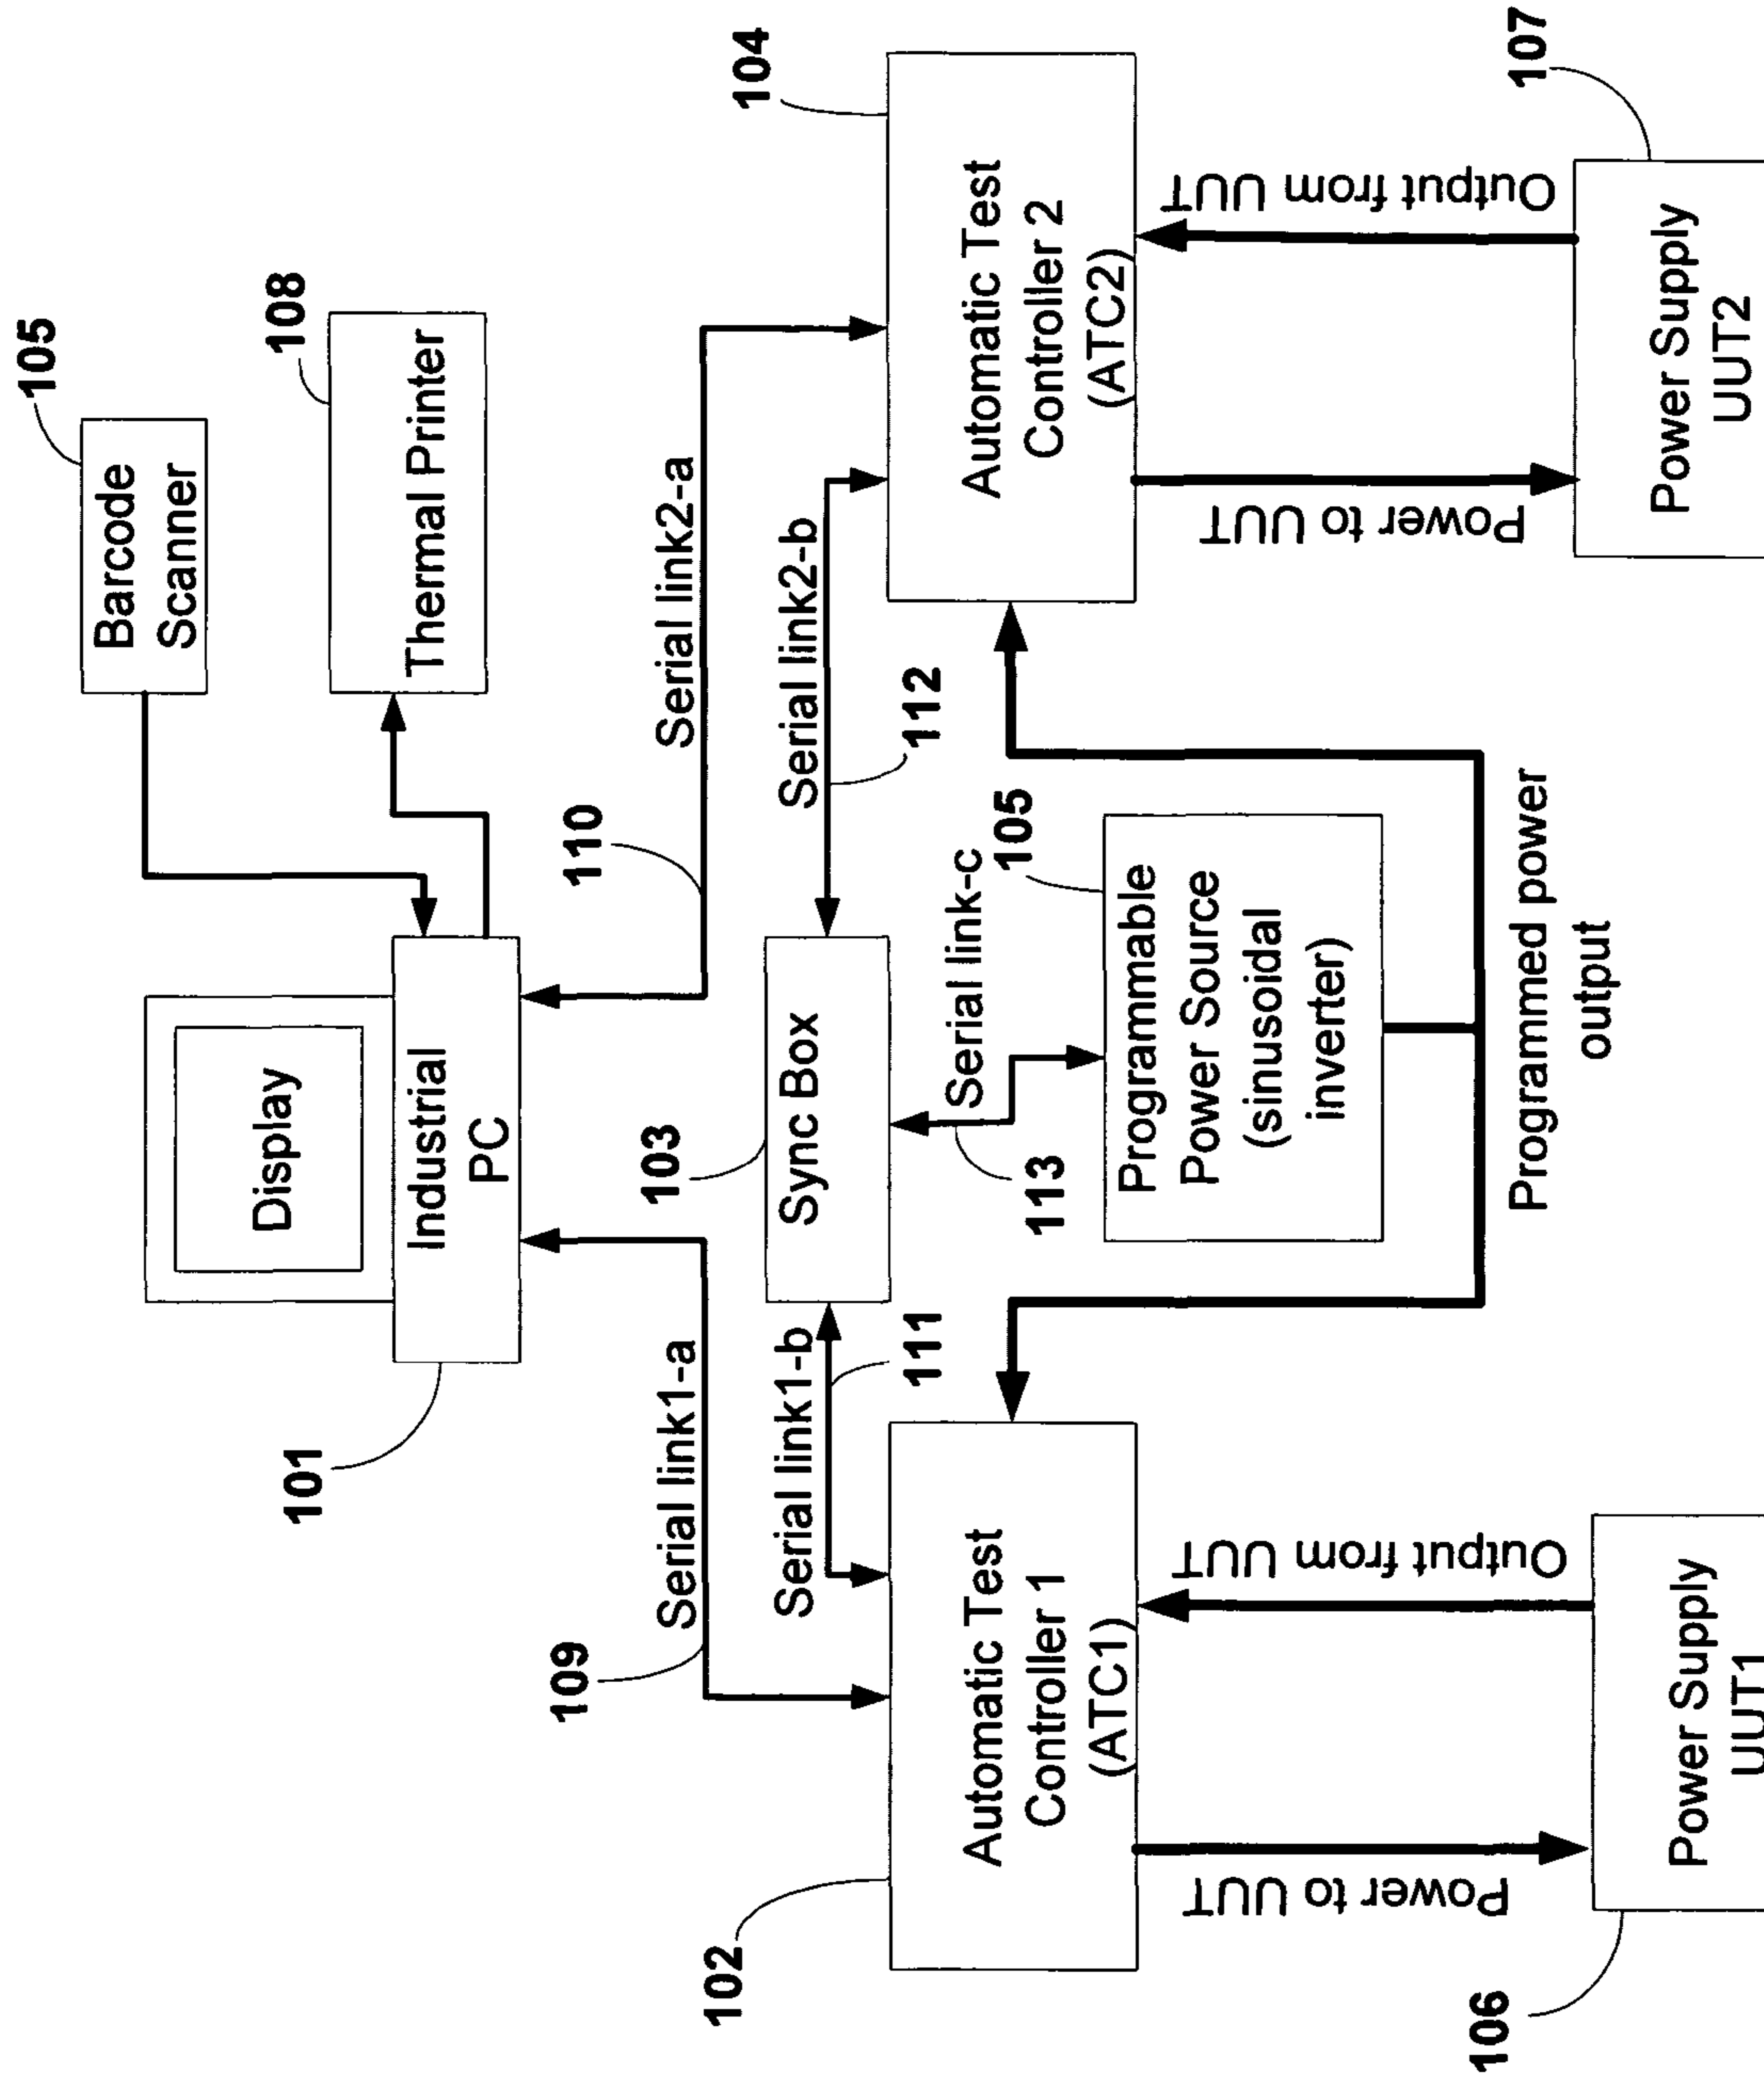 105
Barcode
Scanner
108
Thermal Printer
Display
Industrial
PC
101
109
Serial link1-a
110
Serial link2-a
103
Sync Box
Serial link1-b
111
Serial link2-b
112
104
Serial link-c
113
105
Programmable
Power Source
(sinusoidal
inverter)
102
Automatic Test
Controller 1
(ATC1)
Automatic Test
Controller 2
(ATC2)
Programmed power
output
Power to UUT
Output from UUT
Power to UUT
Output from UUT
106
Power Supply
UUT1
107
Power Supply
UUT2